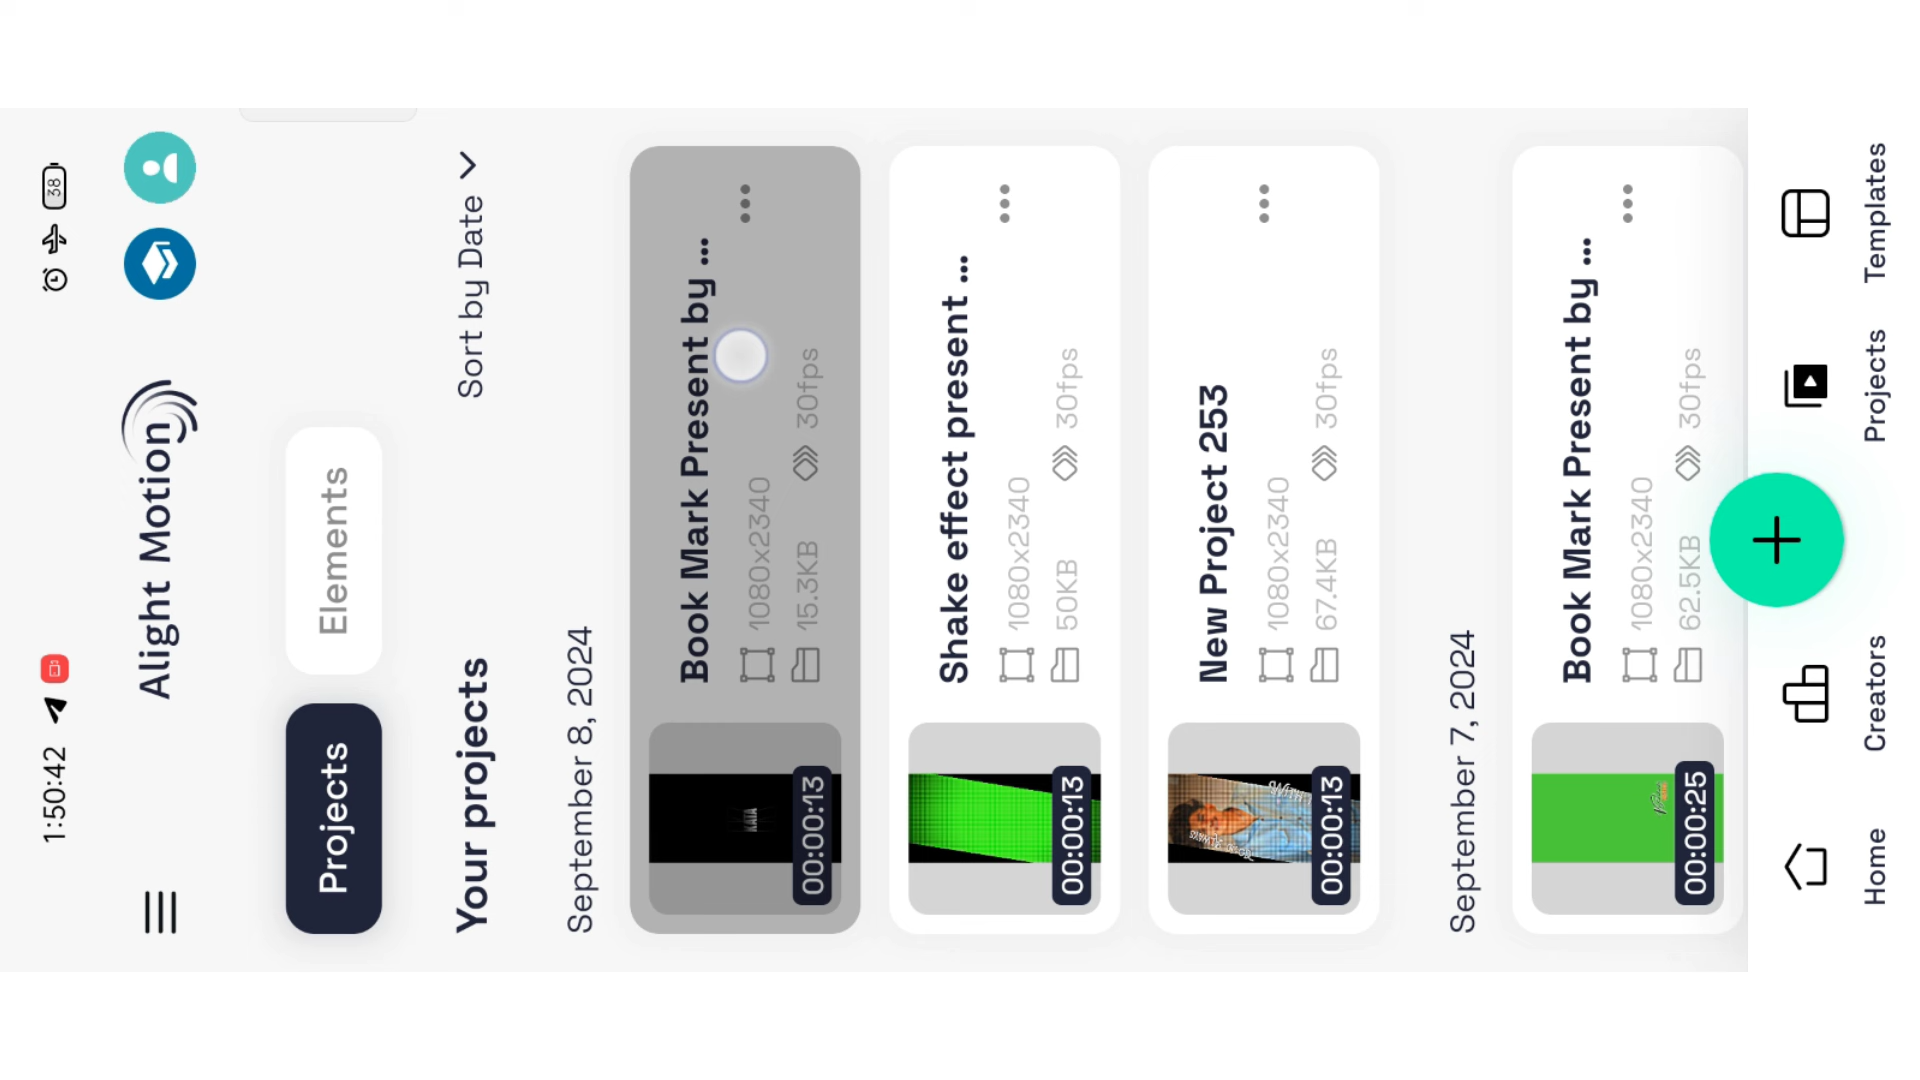 1:50:42
38
Alight Motion
Projects
Elements
Your projects
Sort by Date
September 8, 2024
Book Mark Present by ...
1080x2340
15.3KB
30fps
KATA
00:00:13
Shake effect present ...
1080x2340
50KB
30fps
00:00:13
New Project 253
1080x2340
67.4KB
30fps
00:00:13
September 7, 2024
Book Mark Present by ...
1080x2340
62.5KB
30fps
00:00:25
Home
Creators
Projects
Templates